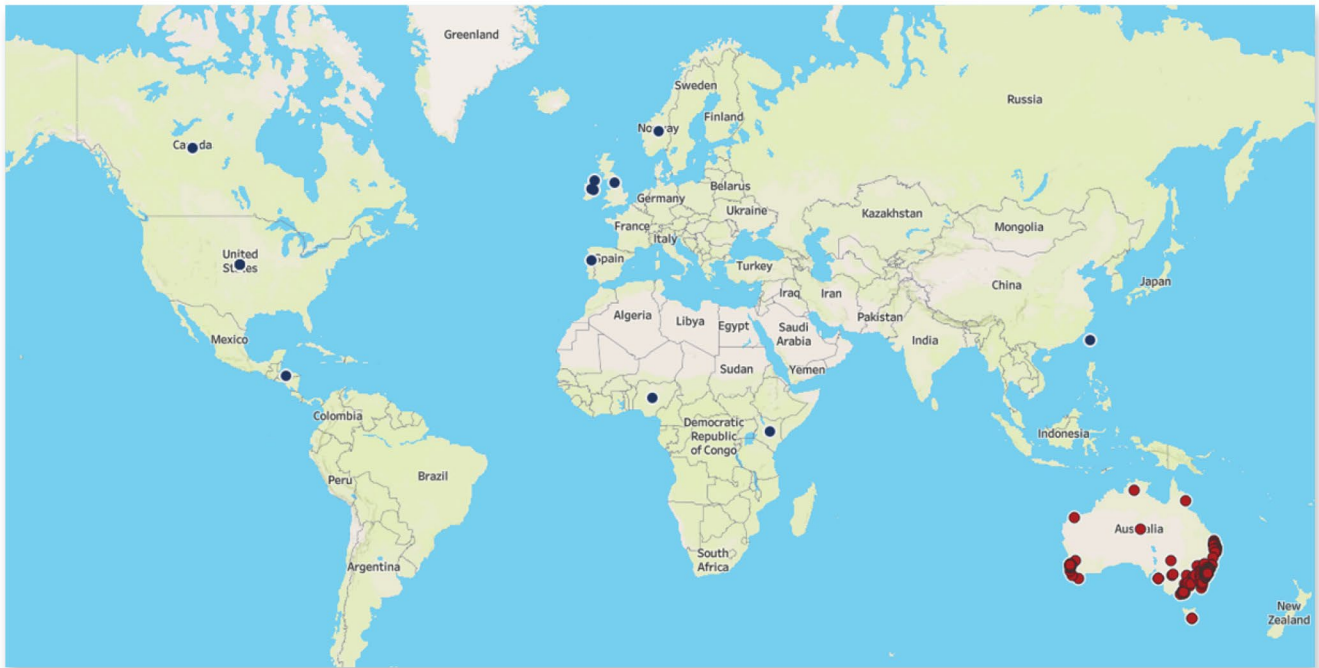 Greenland
Sweden
Russia
Finland
Norway
Canada
Belarus
Germany
Kazakhstan
Ukraine
France
Mongolia
Italy
United
States
Spain
Turkey
Japan
China
Iraq
Iran
Algeria
Libya
Egypt
Pakistan
Saudi
Arabia
Mexico
India
Sudan
Yemen
Colombia
Democratic
Republic
of Congo
Indonesia
Peru
Brazil
Australia
South
Africa
Argentina
New
Zealand